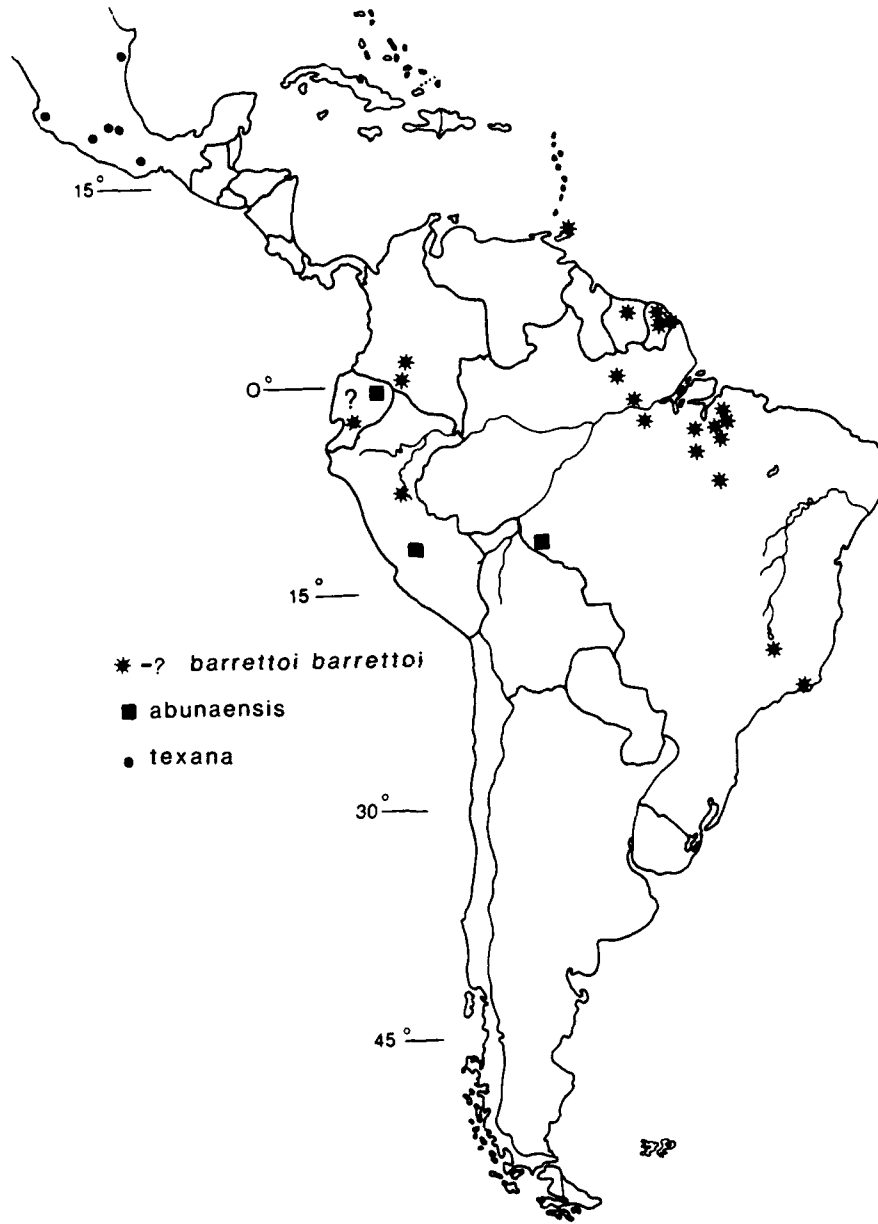 15°
0°
?
15°
✷ -? barrettoi barrettoi
■ abunaensis
● texana
30°
45°